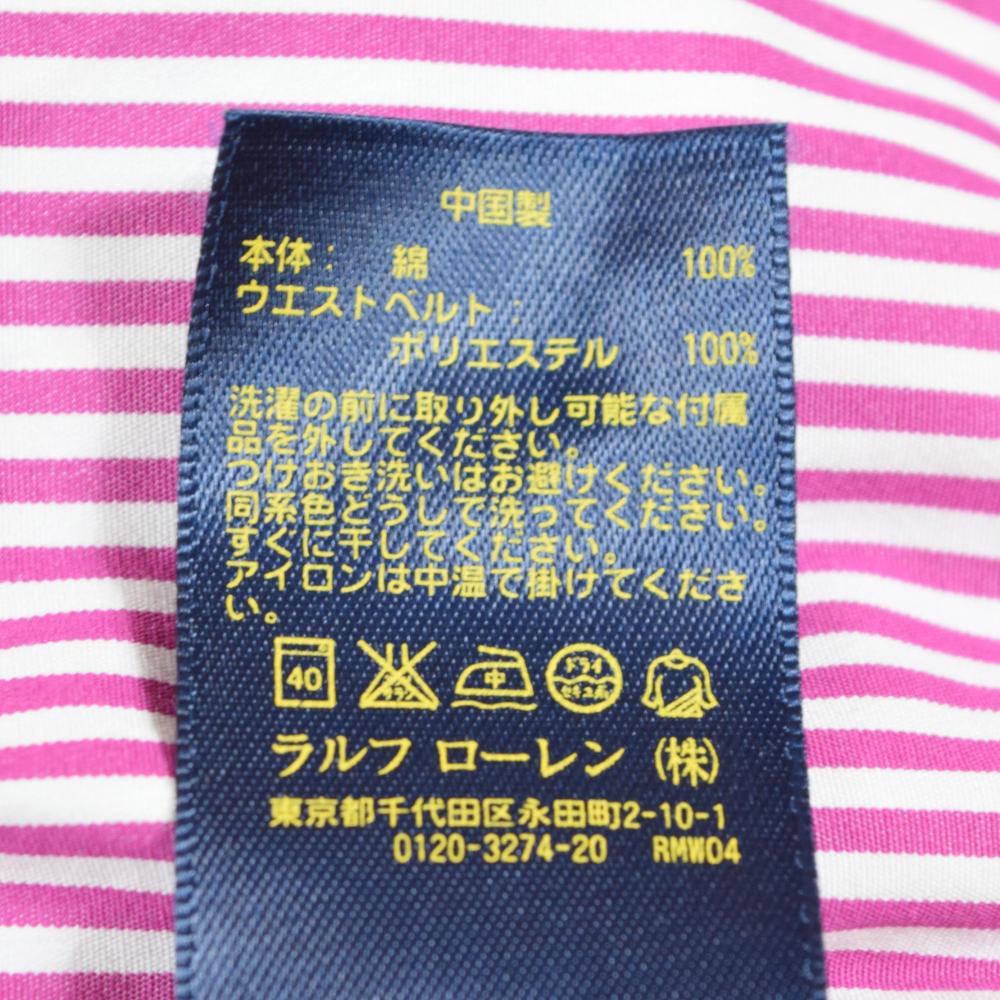 中国製
本体： 綿 100%
ウエストベルト：
ポリエステル 100%
洗濯の前に取り外し可能な付属
品を外してください。
つけおき洗いはお避けください。
同系色どうしで洗ってください。
すぐに干してください。
アイロンは中温で掛けてくださ
い。
40 中 ドライ
セキユ系
ラルフ ローレン （株）
東京都千代田区永田町2-10-1
0120-3274-20 RMW04